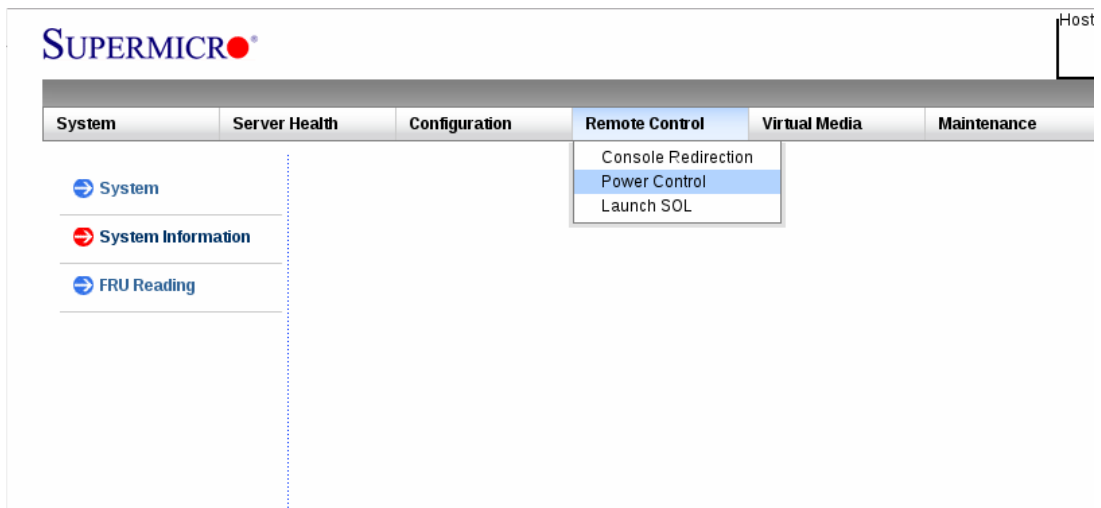 Host
SUPERMICRO®
System Server Health Configuration Remote Control Virtual Media Maintenance
Console Redirection
Power Control
Launch SOL
System
System Information
FRU Reading